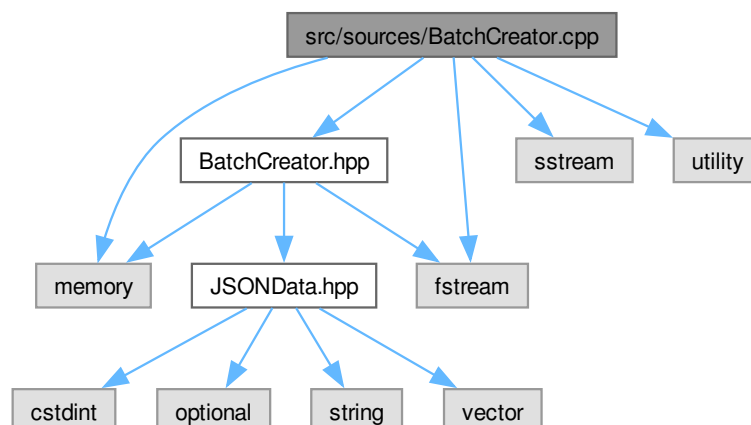 src/sources/BatchCreator.cpp
BatchCreator.hpp
sstream
utility
memory
JSONData.hpp
fstream
cstdint
optional
string
vector